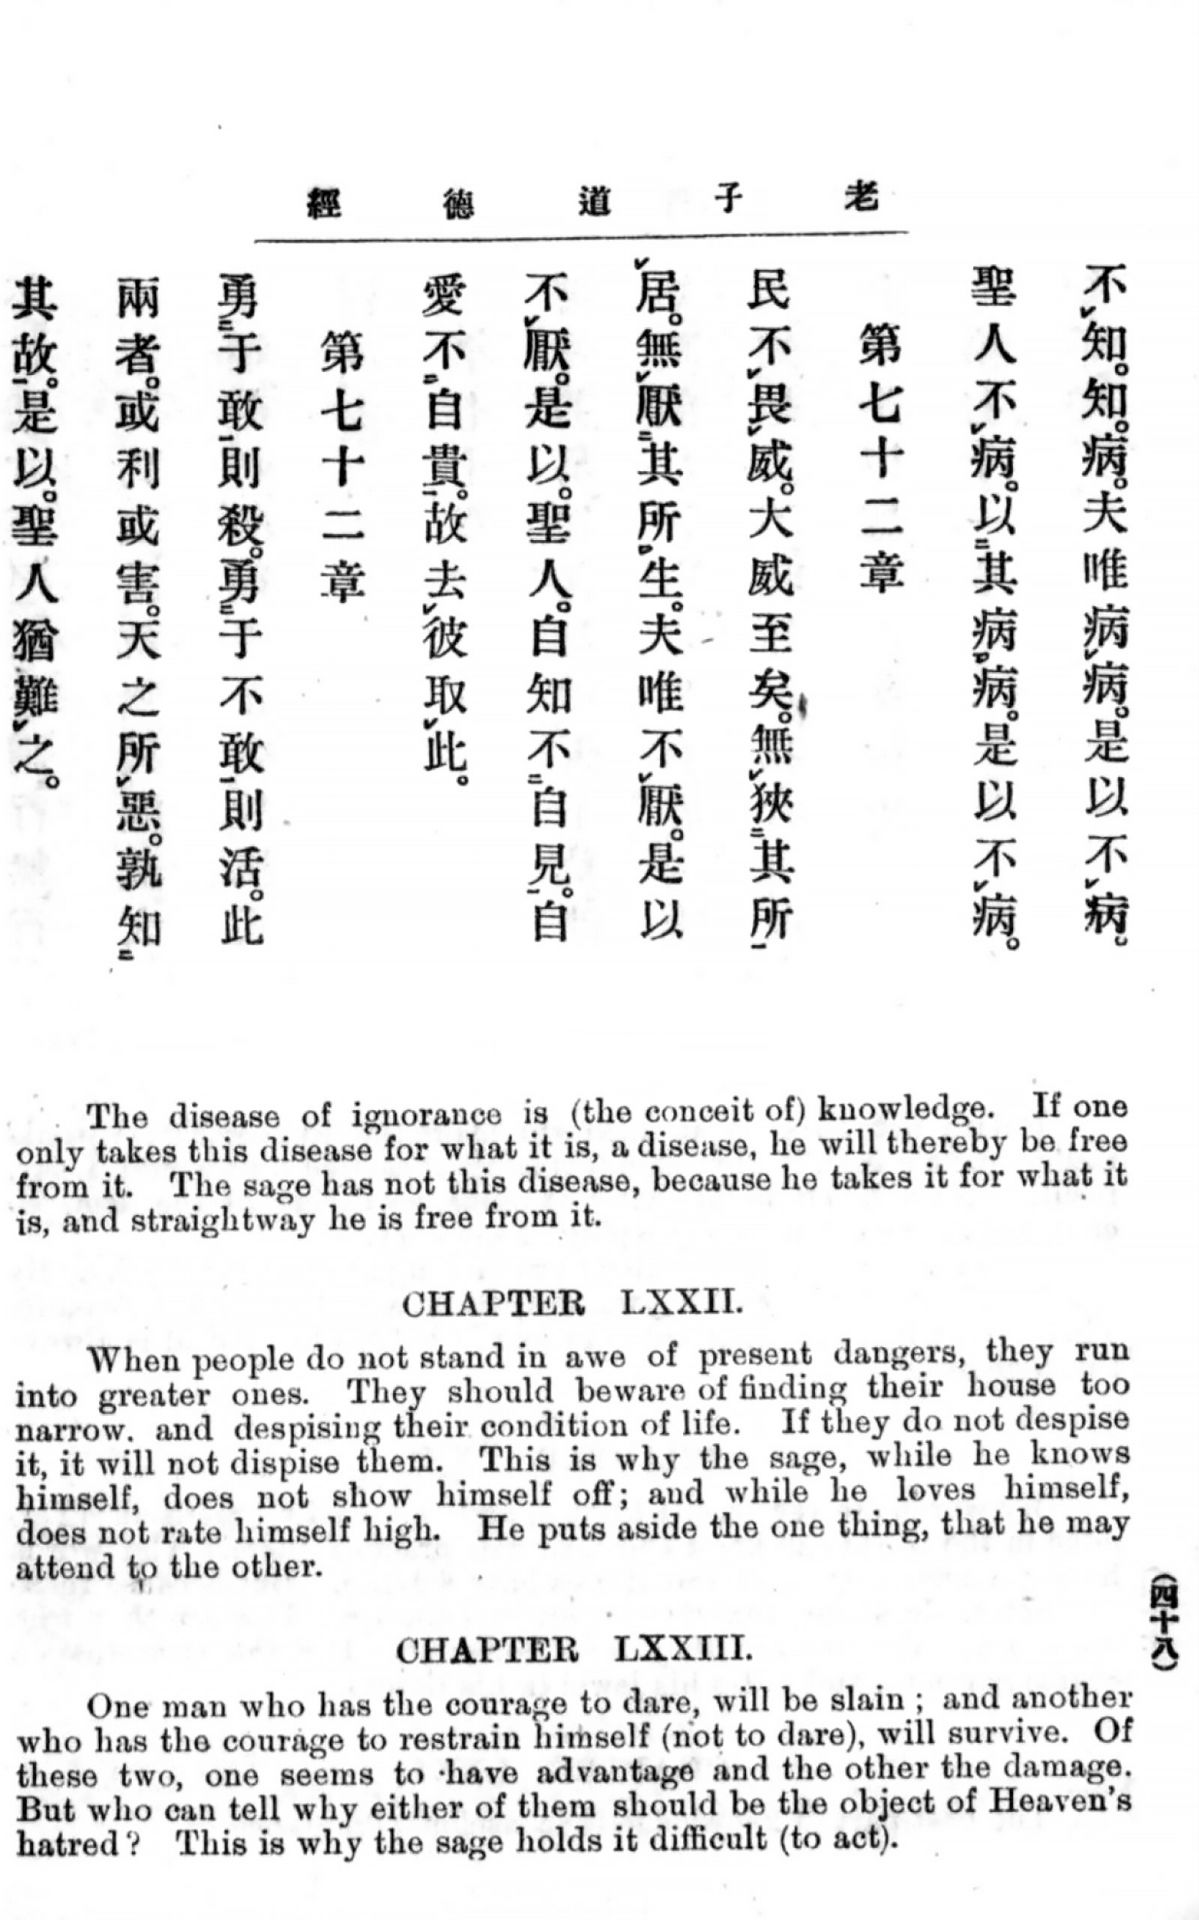 老子道德經
不知。知。病。夫唯病病。是以不病。
聖人不病。以其病病。是以不病。
第七十二章
民不畏威。大威至矣。無狹其所
居。無厭其所生。夫唯不厭。是以
不厭。是以。聖人。自知不自見。自
愛不自貴。故去彼取此。
第七十二章
勇于敢則殺。勇于不敢則活。此
兩者。或利或害。天之所惡。孰知
其故。是以。聖人猶難之。
The disease of ignorance is (the conceit of) knowledge. If one
only takes this disease for what it is, a disease, he will thereby be free
from it. The sage has not this disease, because he takes it for what it
is, and straightway he is free from it.
CHAPTER LXXII.
When people do not stand in awe of present dangers, they run
into greater ones. They should beware of finding their house too
narrow. and despising their condition of life. If they do not despise
it, it will not dispise them. This is why the sage, while he knows
himself, does not show himself off; and while he loves himself,
does not rate himself high. He puts aside the one thing, that he may
attend to the other.
CHAPTER LXXIII.
One man who has the courage to dare, will be slain ; and another
who has the courage to restrain himself (not to dare), will survive. Of
these two, one seems to have advantage and the other the damage.
But who can tell why either of them should be the object of Heaven's
hatred ? This is why the sage holds it difficult (to act).
(四十八)